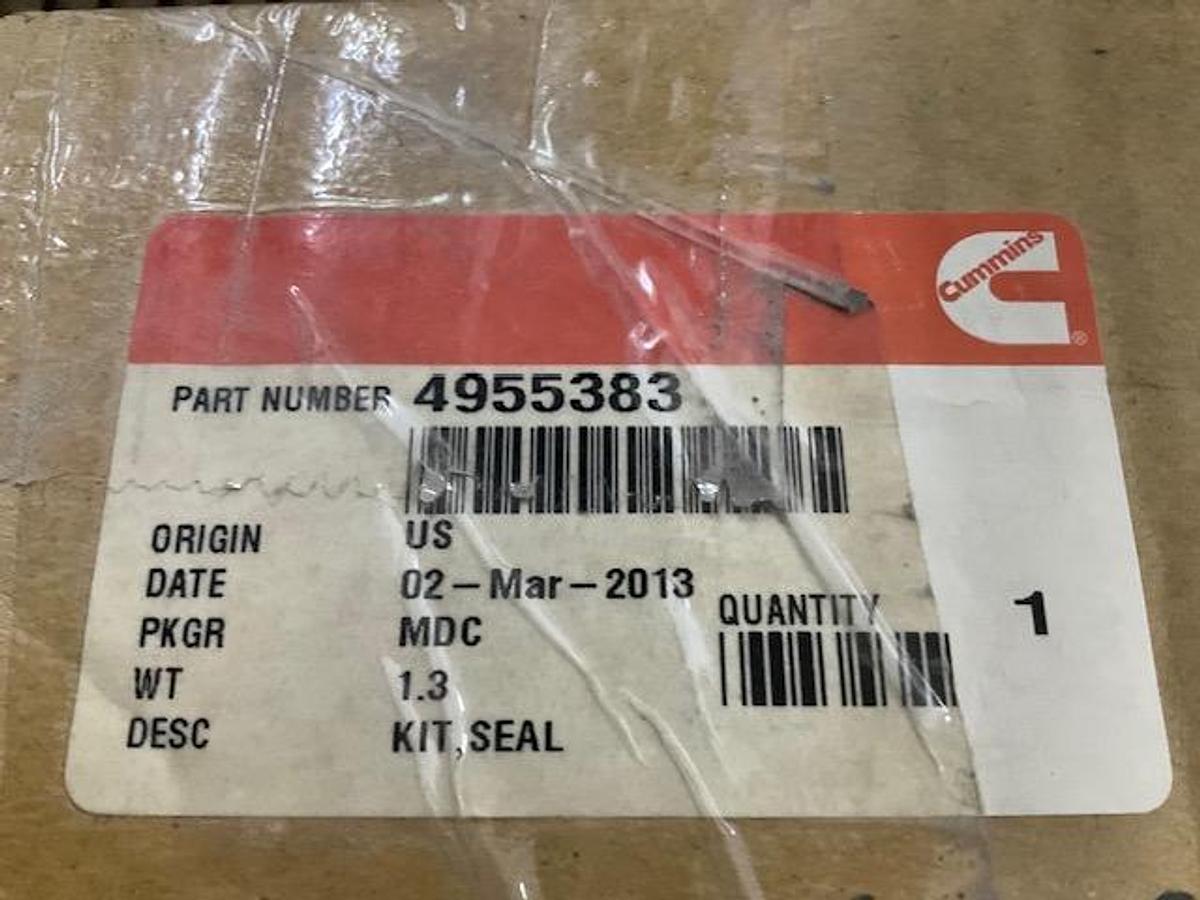 Cummins
®
PART NUMBER 4955383
ORIGIN US
DATE 02-Mar-2013
PKGR MDC
WT 1.3
DESC KIT,SEAL
QUANTITY 1